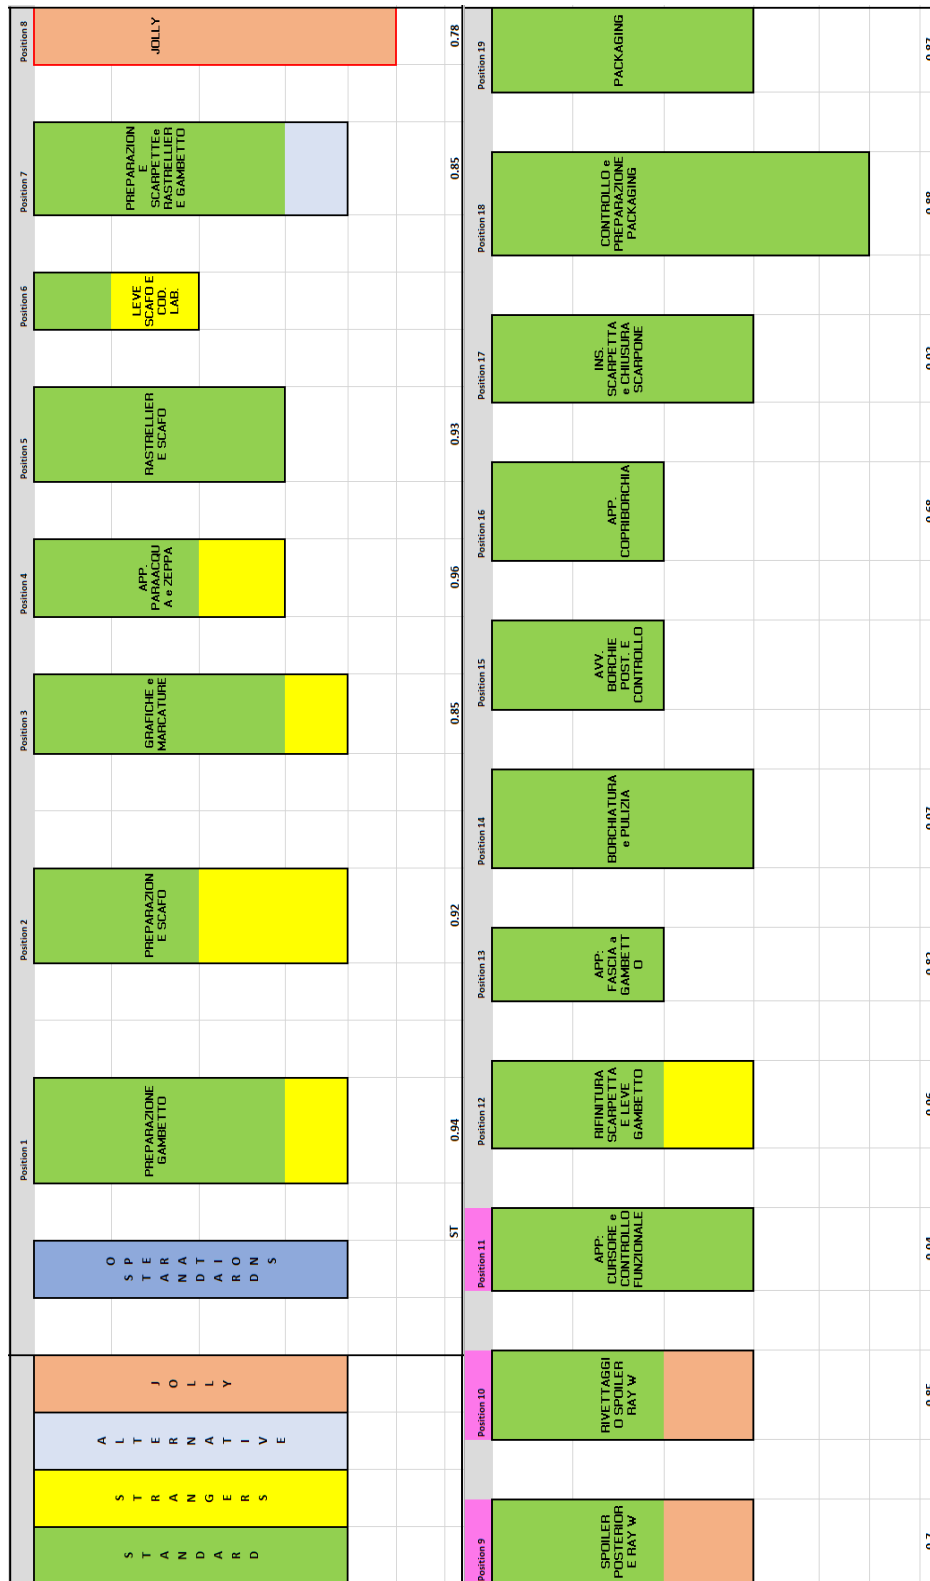 STANDARD
STRANGERS
ALTERNATIVE
JOLLY
STANDARD
OPERATIONS
Position 1
Position 2
Position 3
Position 4
Position 5
Position 6
Position 7
Position 8
PREPARAZIONE
GAMBETTO
PREPARAZION
E SCAFO
GRAFICHE e
MARCATURE
APP.
PARAACQU
A e ZEPPA
RASTRELLIER
E SCAFO
LEVE
SCAFO E
COD.
LAB.
PREPARAZION
E
SCARPETTE e
RASTRELLIER
E GAMBETTO
JOLLY
ST
0.94
0.92
0.85
0.96
0.93
0.85
0.78
Position 9
Position 10
Position 11
Position 12
Position 13
Position 14
Position 15
Position 16
Position 17
Position 18
Position 19
SPOILER
POSTERIOR
E RAY W
RIVETTAGGI
O SPOILER
RAY W
APP:
CURSORE e
CONTROLLO
FUNZIONALE
RIFINITURA
SCARPETTA
E LEVE
GAMBETTO
APP:
FASCIA a
GAMBETT
O
BORCHIATURA
e PULIZIA
AVV.
BORCHIE
POST. E
CONTROLLO
APP.
COPRIBORCHIA
INS.
SCARPETTA
e CHIUSURA
SCARPONE
CONTROLLO e
PREPARAZIONE
PACKAGING
PACKAGING